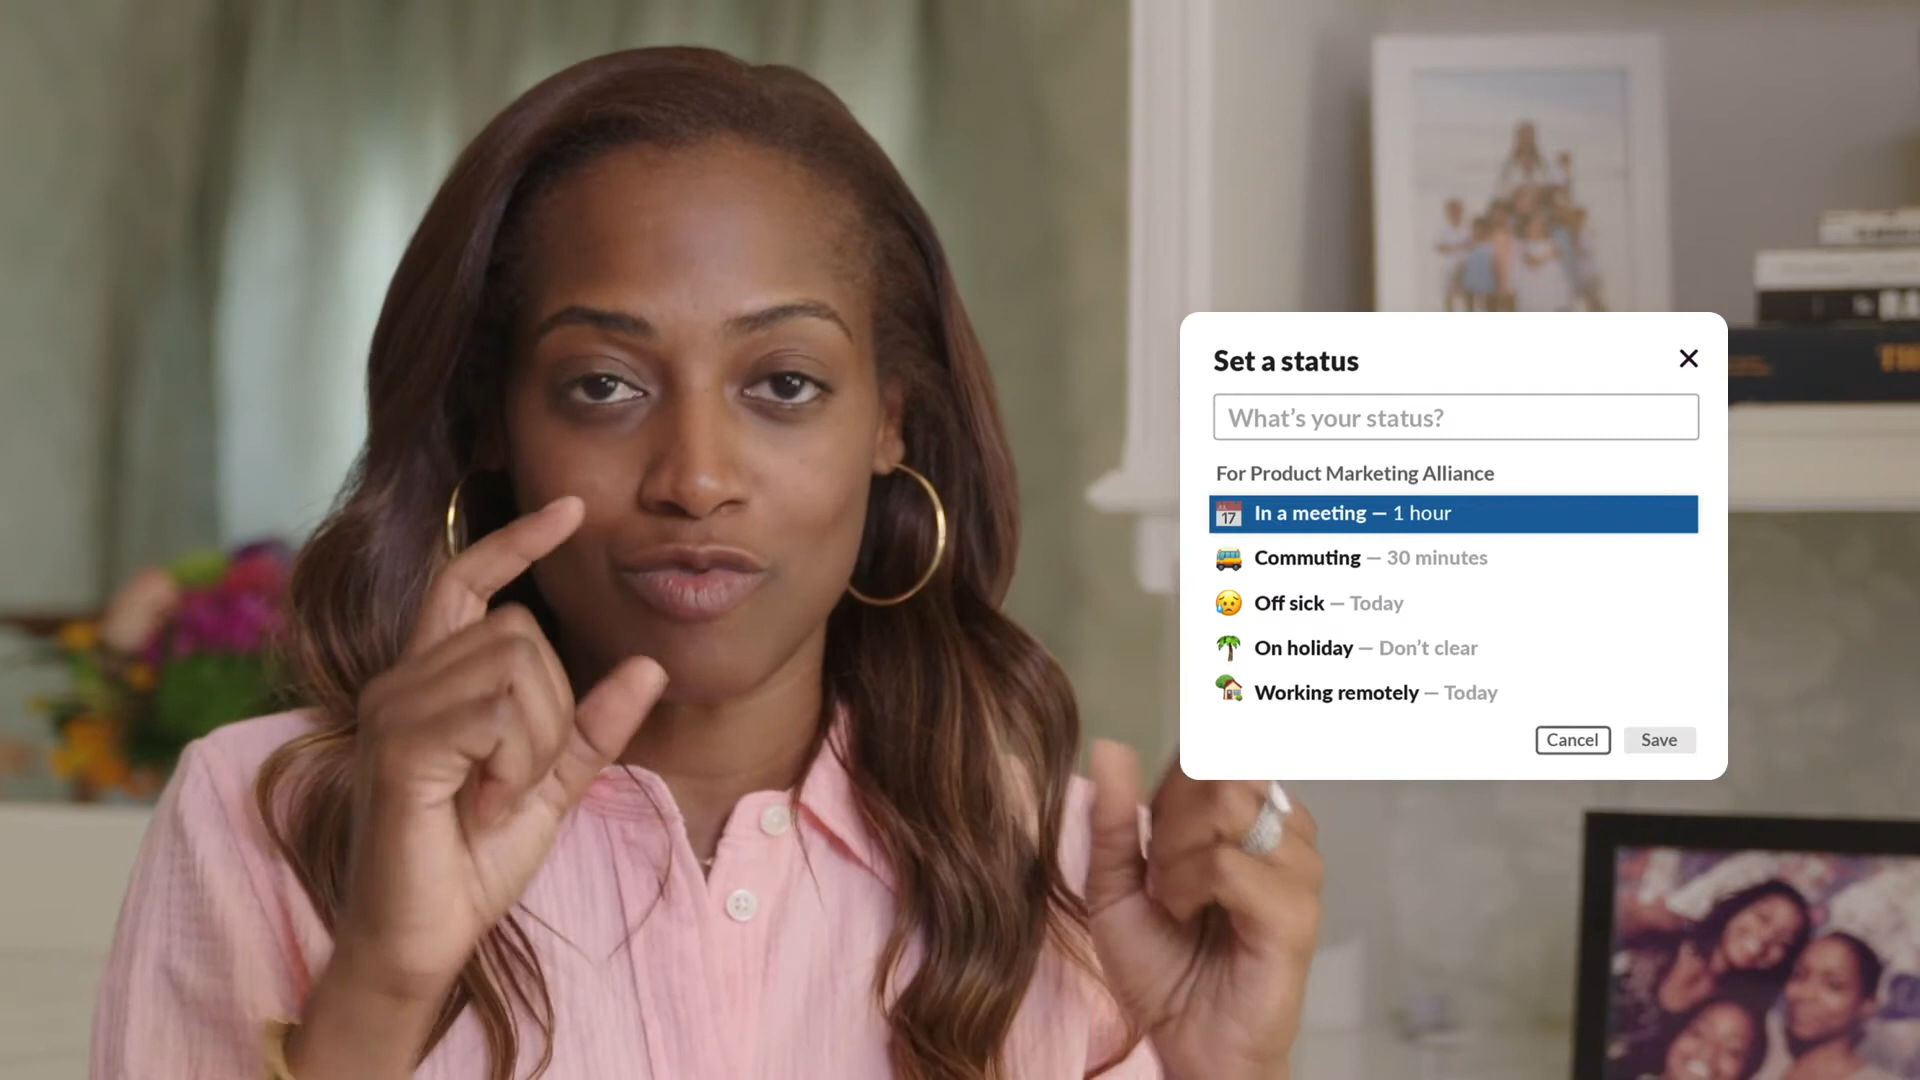 Set a status
What’s your status?
For Product Marketing Alliance
In a meeting — 1 hour
Commuting — 30 minutes
Off sick — Today
On holiday — Don’t clear
Working remotely — Today
Cancel Save